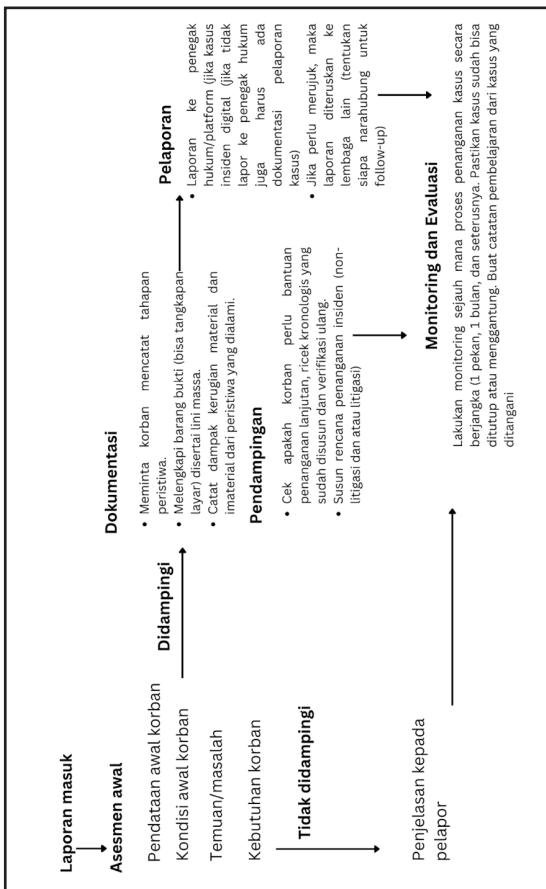 Laporan masuk
Asesmen awal
Pendataan awal korban
Kondisi awal korban
Temuan/masalah
Kebutuhan korban
Didampingi
Tidak didampingi
Penjelasan kepada
pelapor
Dokumentasi
• Meminta korban mencatat tahapan
peristiwa.
• Melengkapi barang bukti (bisa tangkapan
layar) disertai lini massa.
• Catat dampak kerugian material dan
imaterial dari peristiwa yang dialami.
Pendampingan
• Cek apakah korban perlu bantuan
penanganan lanjutan, ricek kronologis yang
sudah disusun dan verifikasi ulang.
• Susun rencana penanganan insiden (non-
litigasi dan atau litigasi)
Pelaporan
• Laporan ke penegak
hukum/platform (jika kasus
insiden digital (jika tidak
lapor ke penegak hukum
juga harus ada
dokumentasi pelaporan
kasus)
• Jika perlu merujuk, maka
laporan diteruskan ke
lembaga lain (tentukan
siapa narahubung untuk
follow-up)
Monitoring dan Evaluasi
Lakukan monitoring sejauh mana proses penanganan kasus secara
berjangka (1 pekan, 1 bulan, dan seterusnya. Pastikan kasus sudah bisa
ditutup atau menggantung. Buat catatan pembelajaran dari kasus yang
ditangani